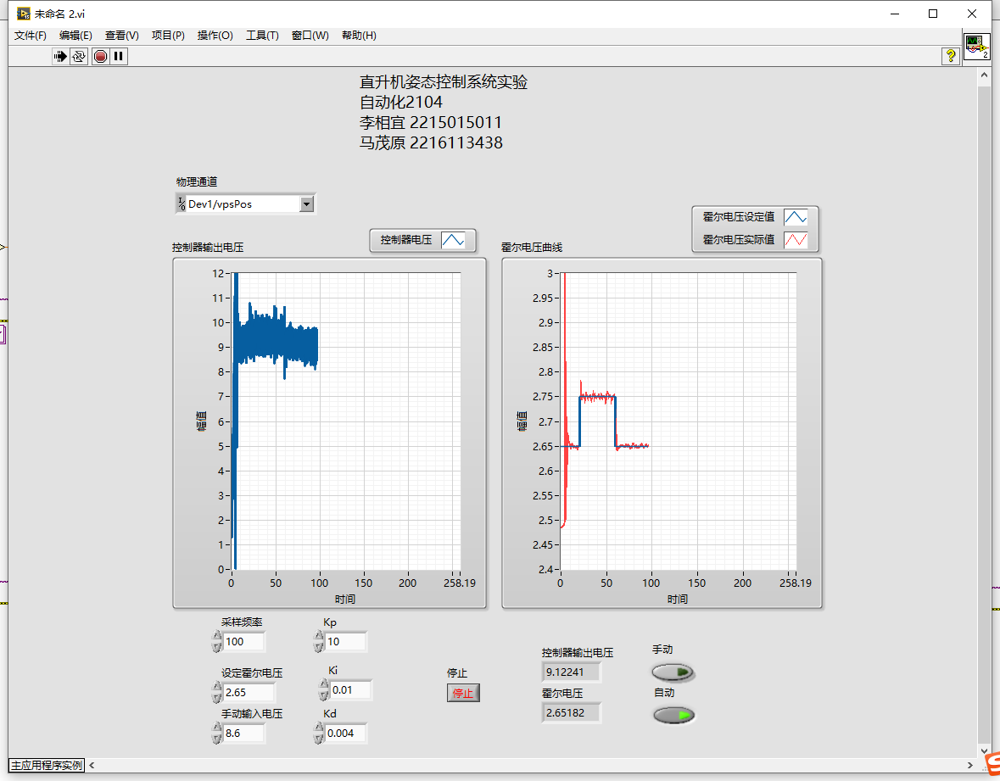 未命名 2.vi
文件(F) 编辑(E) 查看(V) 项目(P) 操作(O) 工具(T) 窗口(W) 帮助(H)
?
2
直升机姿态控制系统实验
自动化2104
李相宜 2215015011
马茂原 2216113438
物理通道
I/0 Dev1/vpsPos
控制器输出电压
控制器电压
12
11
10
9
8
7
6
5
4
3
2
1
0
幅值
0 50 100 150 200 258.19
时间
霍尔电压曲线
霍尔电压设定值
霍尔电压实际值
3
2.95
2.9
2.85
2.8
2.75
2.7
2.65
2.6
2.55
2.5
2.45
2.4
幅值
0 50 100 150 200 258.19
时间
采样频率
100
Kp
10
设定霍尔电压
2.65
Ki
0.01
手动输入电压
8.6
Kd
0.004
停止
停止
控制器输出电压
9.12241
霍尔电压
2.65182
手动
自动
主应用程序实例